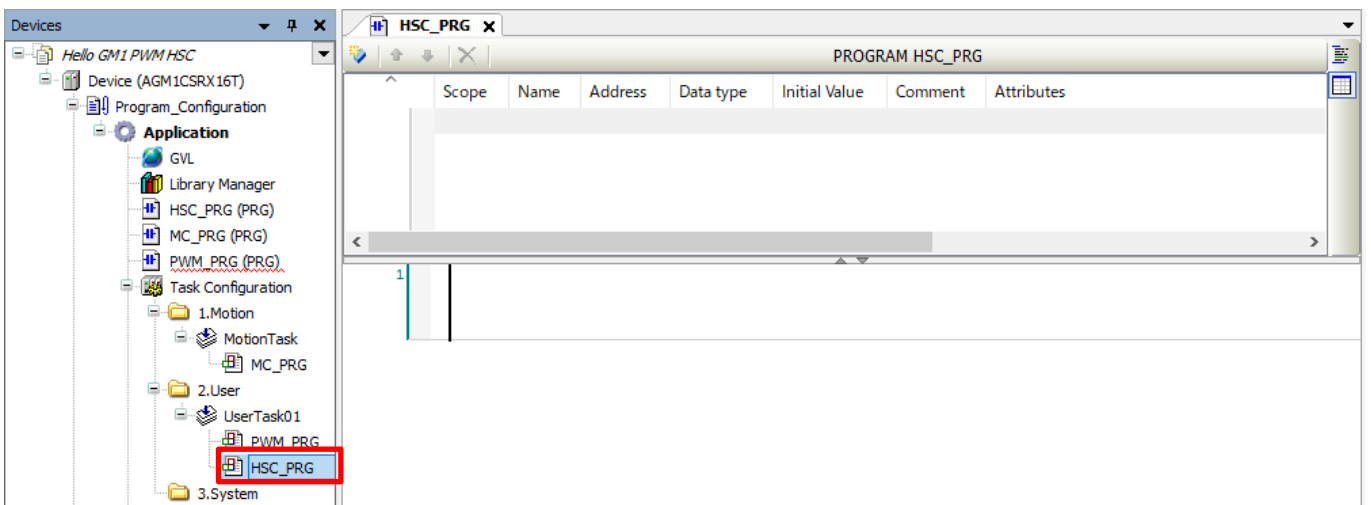 Devices
Hello GM1 PWM HSC
Device (AGM1CSRX16T)
Program_Configuration
Application
GVL
Library Manager
HSC_PRG (PRG)
MC_PRG (PRG)
PWM_PRG (PRG)
Task Configuration
1.Motion
MotionTask
MC_PRG
2.User
UserTask01
PWM_PRG
HSC_PRG
3.System
HSC_PRG
PROGRAM HSC_PRG
Scope Name Address Data type Initial Value Comment Attributes
1